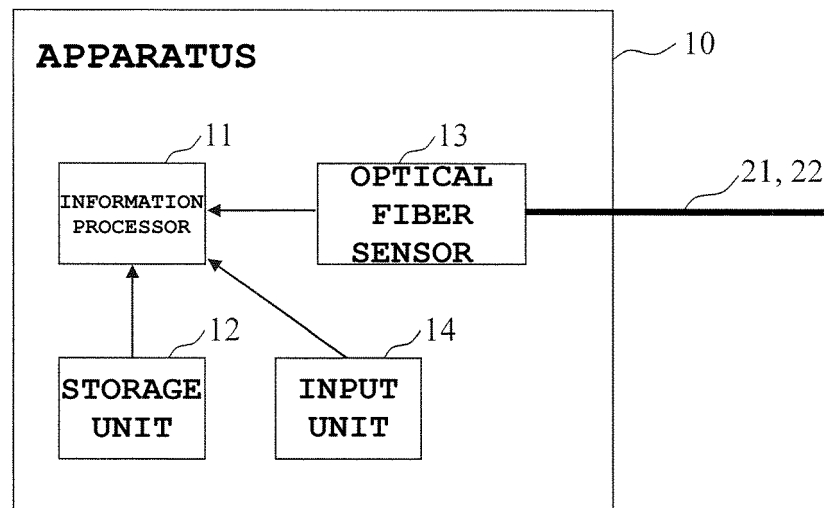 APPARATUS
10
11
INFORMATION
PROCESSOR
13
OPTICAL
FIBER
SENSOR
21, 22
12
STORAGE
UNIT
14
INPUT
UNIT